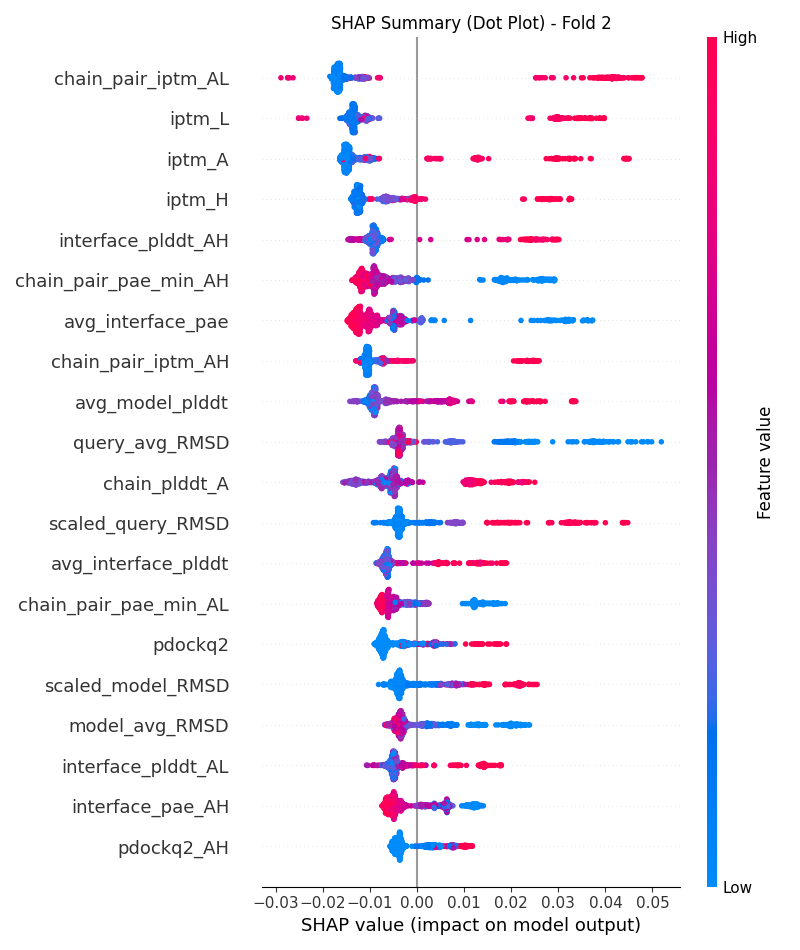 SHAP Summary (Dot Plot) - Fold 2
High
chain_pair_iptm_AL
iptm_L
iptm_A
iptm_H
interface_plddt_AH
chain_pair_pae_min_AH
avg_interface_pae
chain_pair_iptm_AH
avg_model_plddt
query_avg_RMSD
chain_plddt_A
scaled_query_RMSD
avg_interface_plddt
chain_pair_pae_min_AL
pdockq2
scaled_model_RMSD
model_avg_RMSD
interface_plddt_AL
interface_pae_AH
pdockq2_AH
Feature value
Low
−0.03 −0.02 −0.01 0.00 0.01 0.02 0.03 0.04 0.05
SHAP value (impact on model output)